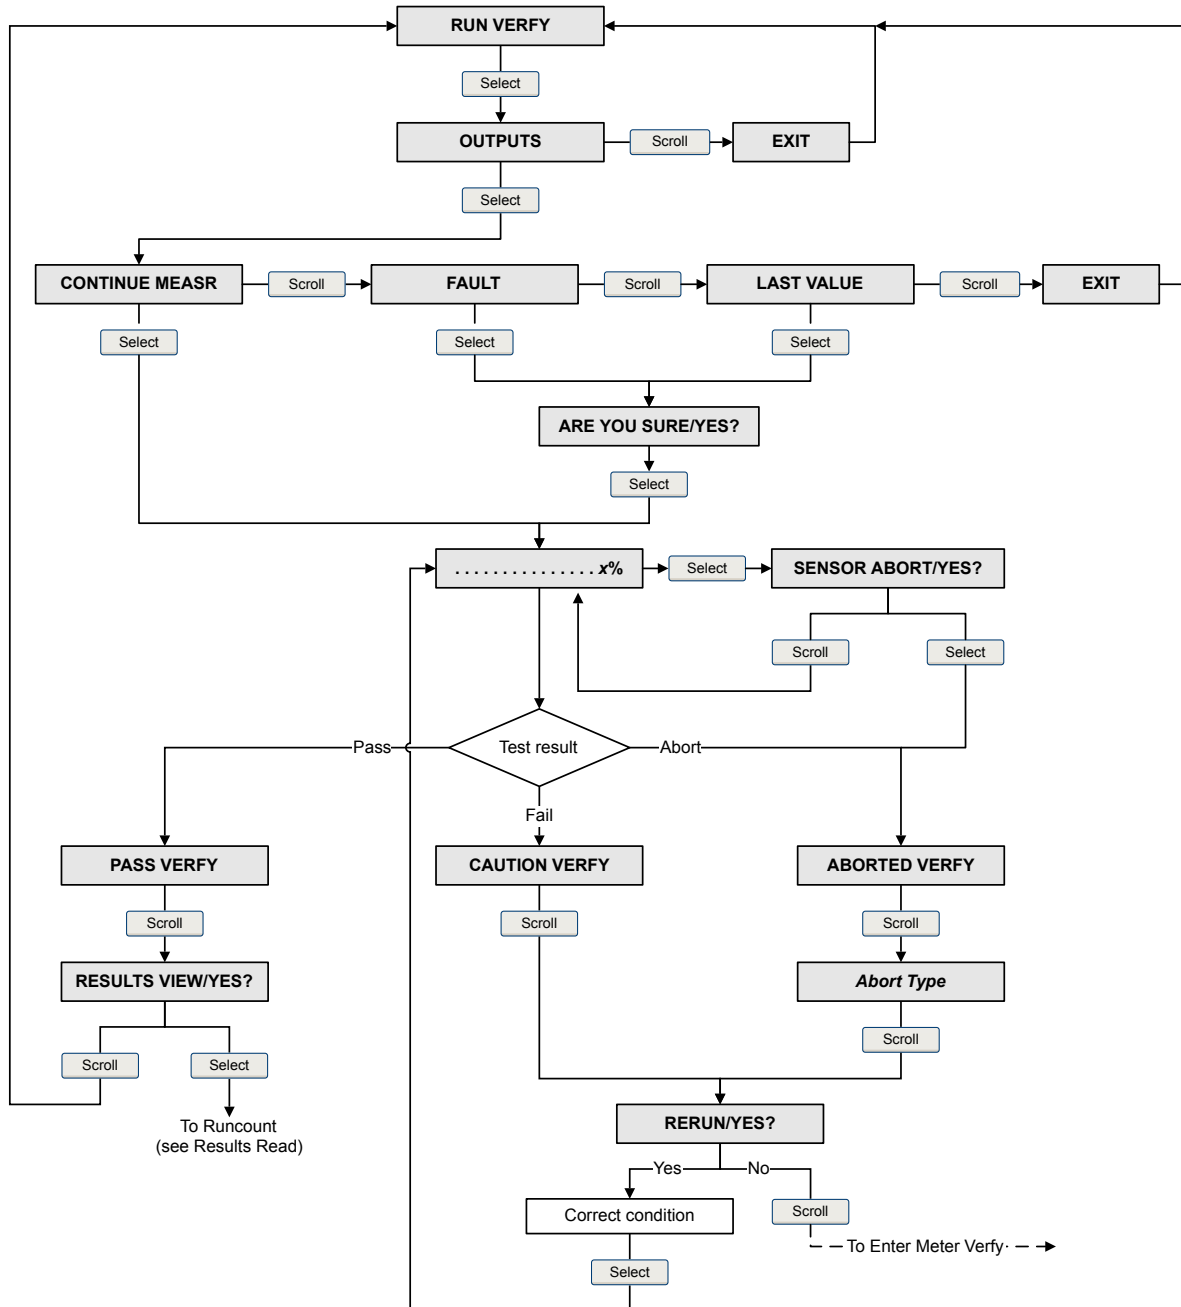 RUN VERFY
Select
OUTPUTS
Scroll
EXIT
Select
CONTINUE MEASR
Scroll
FAULT
Scroll
LAST VALUE
Scroll
EXIT
Select
Select
Select
ARE YOU SURE/YES?
Select
. . . . . . . . . . . . . . . x%
Select
SENSOR ABORT/YES?
Scroll
Select
Pass
Test result
Abort
Fail
PASS VERFY
CAUTION VERFY
ABORTED VERFY
Scroll
Scroll
Scroll
RESULTS VIEW/YES?
Abort Type
Scroll
Select
Scroll
To Runcount
(see Results Read)
RERUN/YES?
Yes
No
Correct condition
Scroll
To Enter Meter Verfy
Select